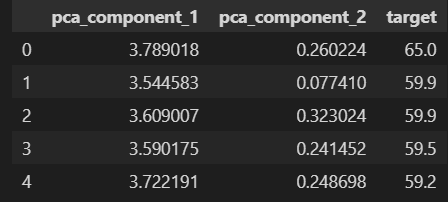 pca_component_1 pca_component_2 target
0 3.789018 0.260224 65.0
1 3.544583 0.077410 59.9
2 3.609007 0.323024 59.9
3 3.590175 0.241452 59.5
4 3.722191 0.248698 59.2